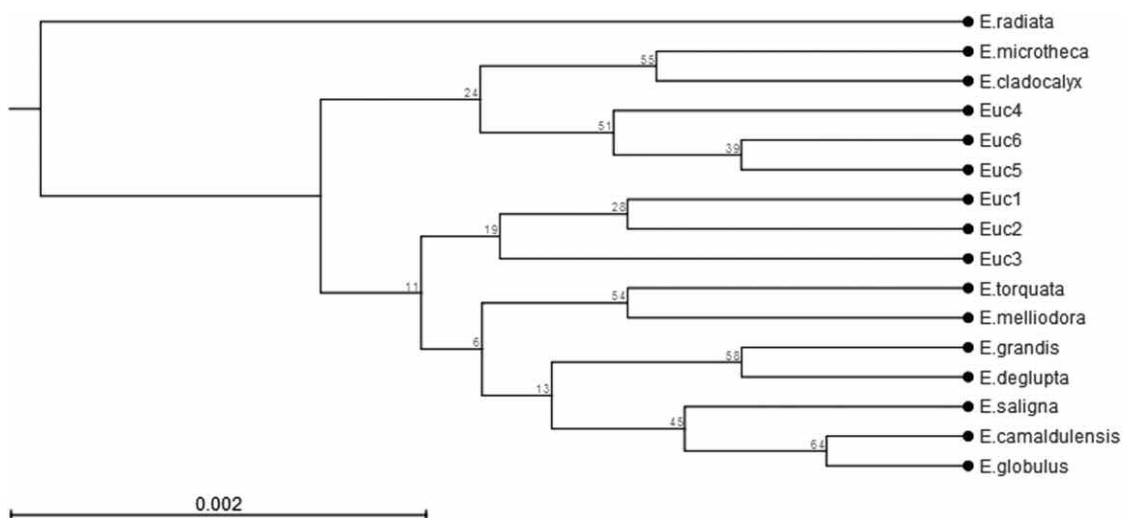 E.radiata
E.microtheca
55
E.cladocalyx
24
Euc4
51
Euc6
39
Euc5
Euc1
28
Euc2
19
Euc3
E.torquata
11
54
E.melliodora
6
E.grandis
58
E.deglupta
13
E.saligna
45
E.camaldulensis
64
E.globulus
0.002